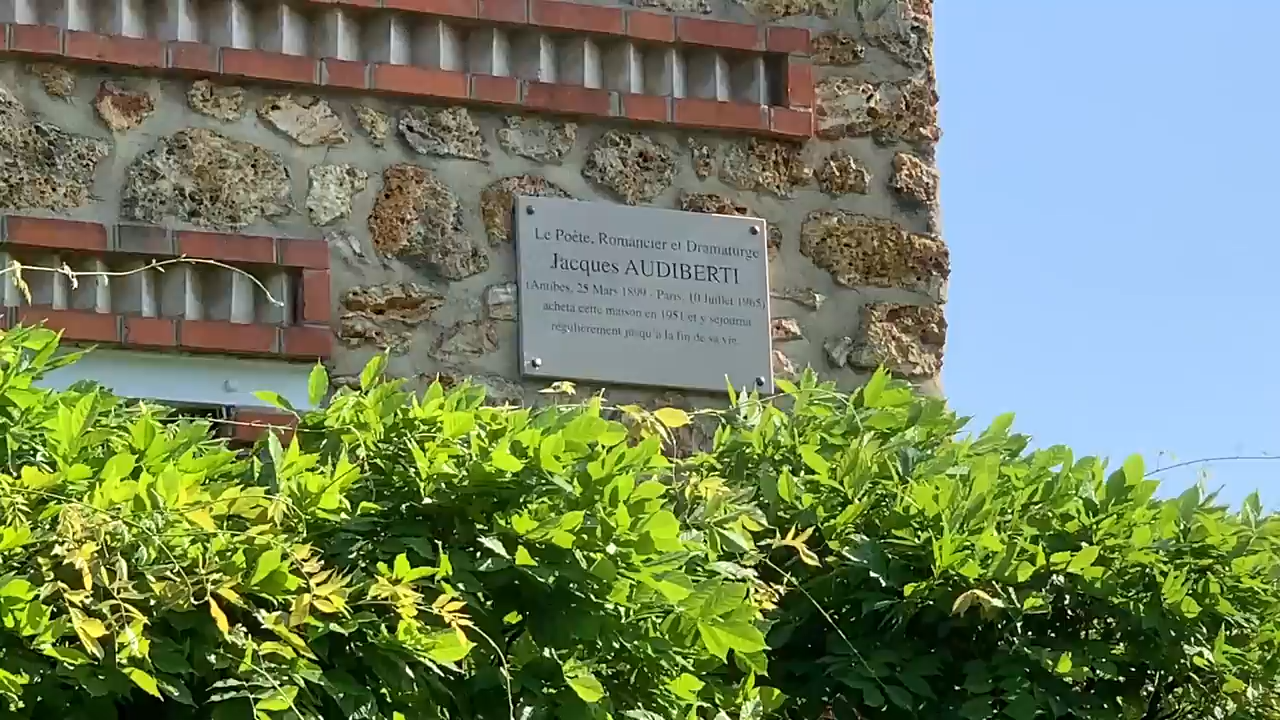 Le Poète, Romancier et Dramaturge
Jacques AUDIBERTI
(Antibes, 25 Mars 1899 - Paris, 10 Juillet 1965)
acheta cette maison en 1951 et y séjourna
régulièrement jusqu'à la fin de sa vie.